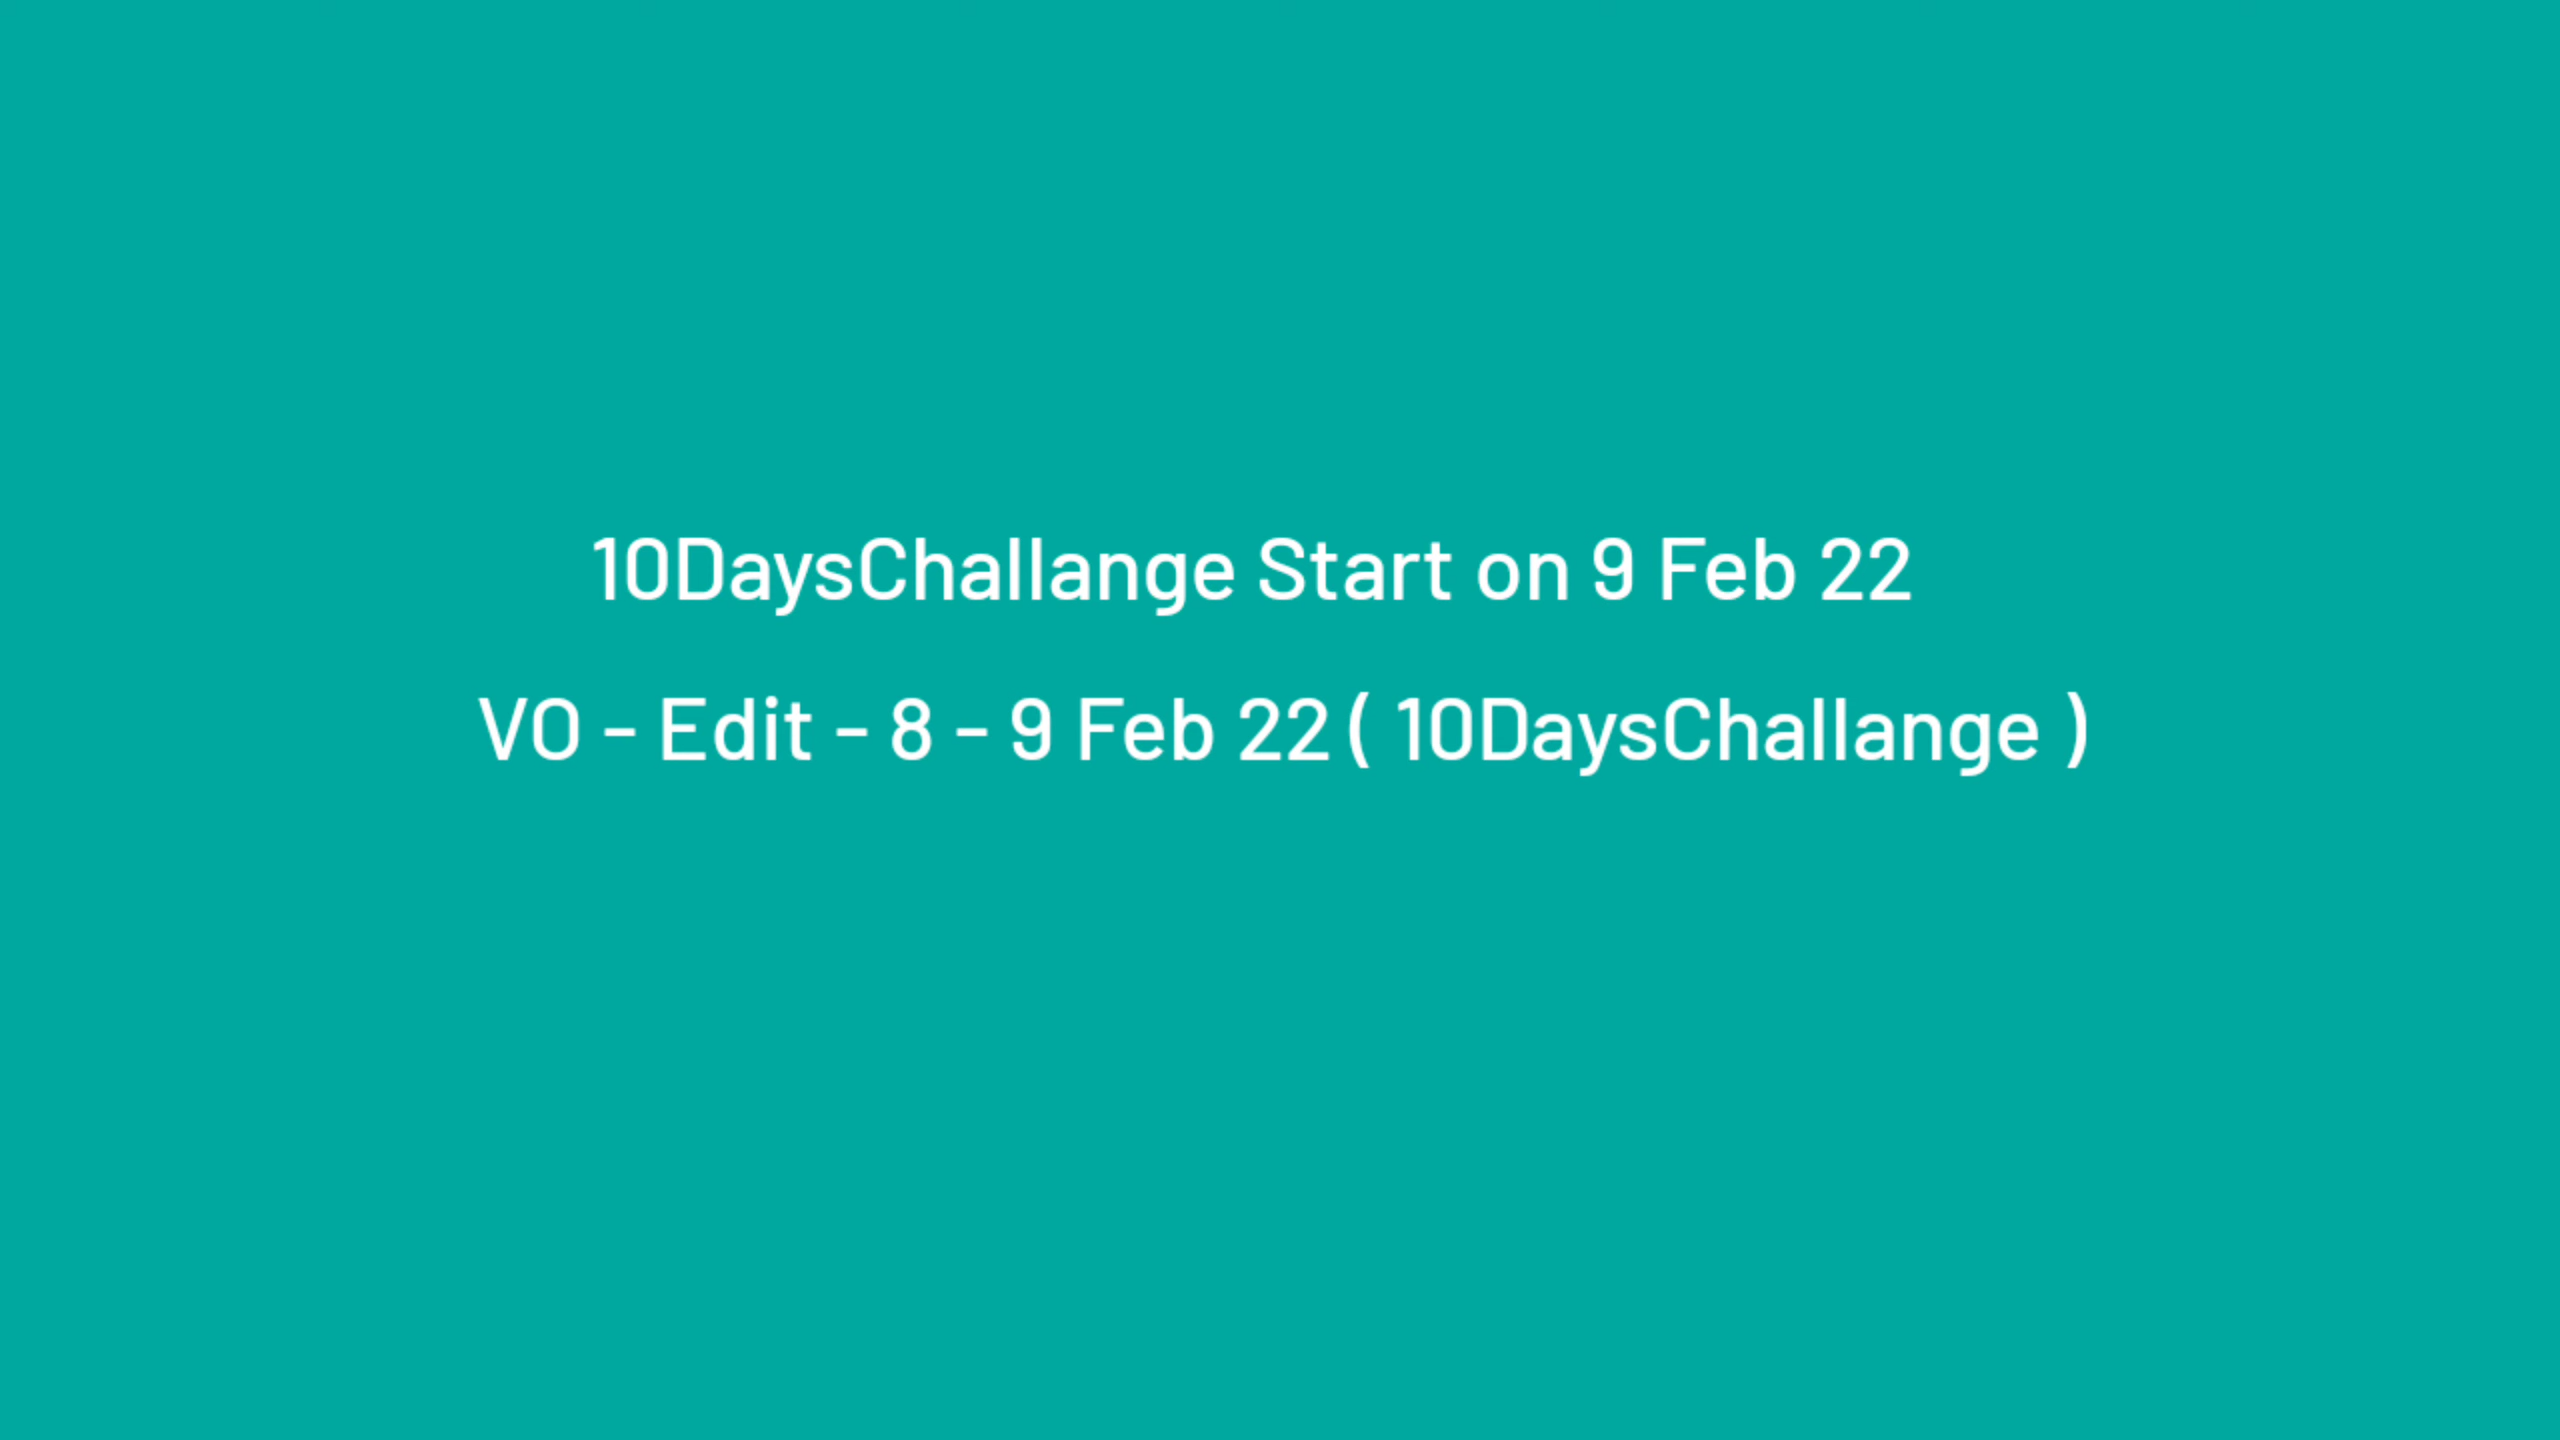 10DaysChallange Start on 9 Feb 22
VO - Edit - 8 - 9 Feb 22 ( 10DaysChallange )